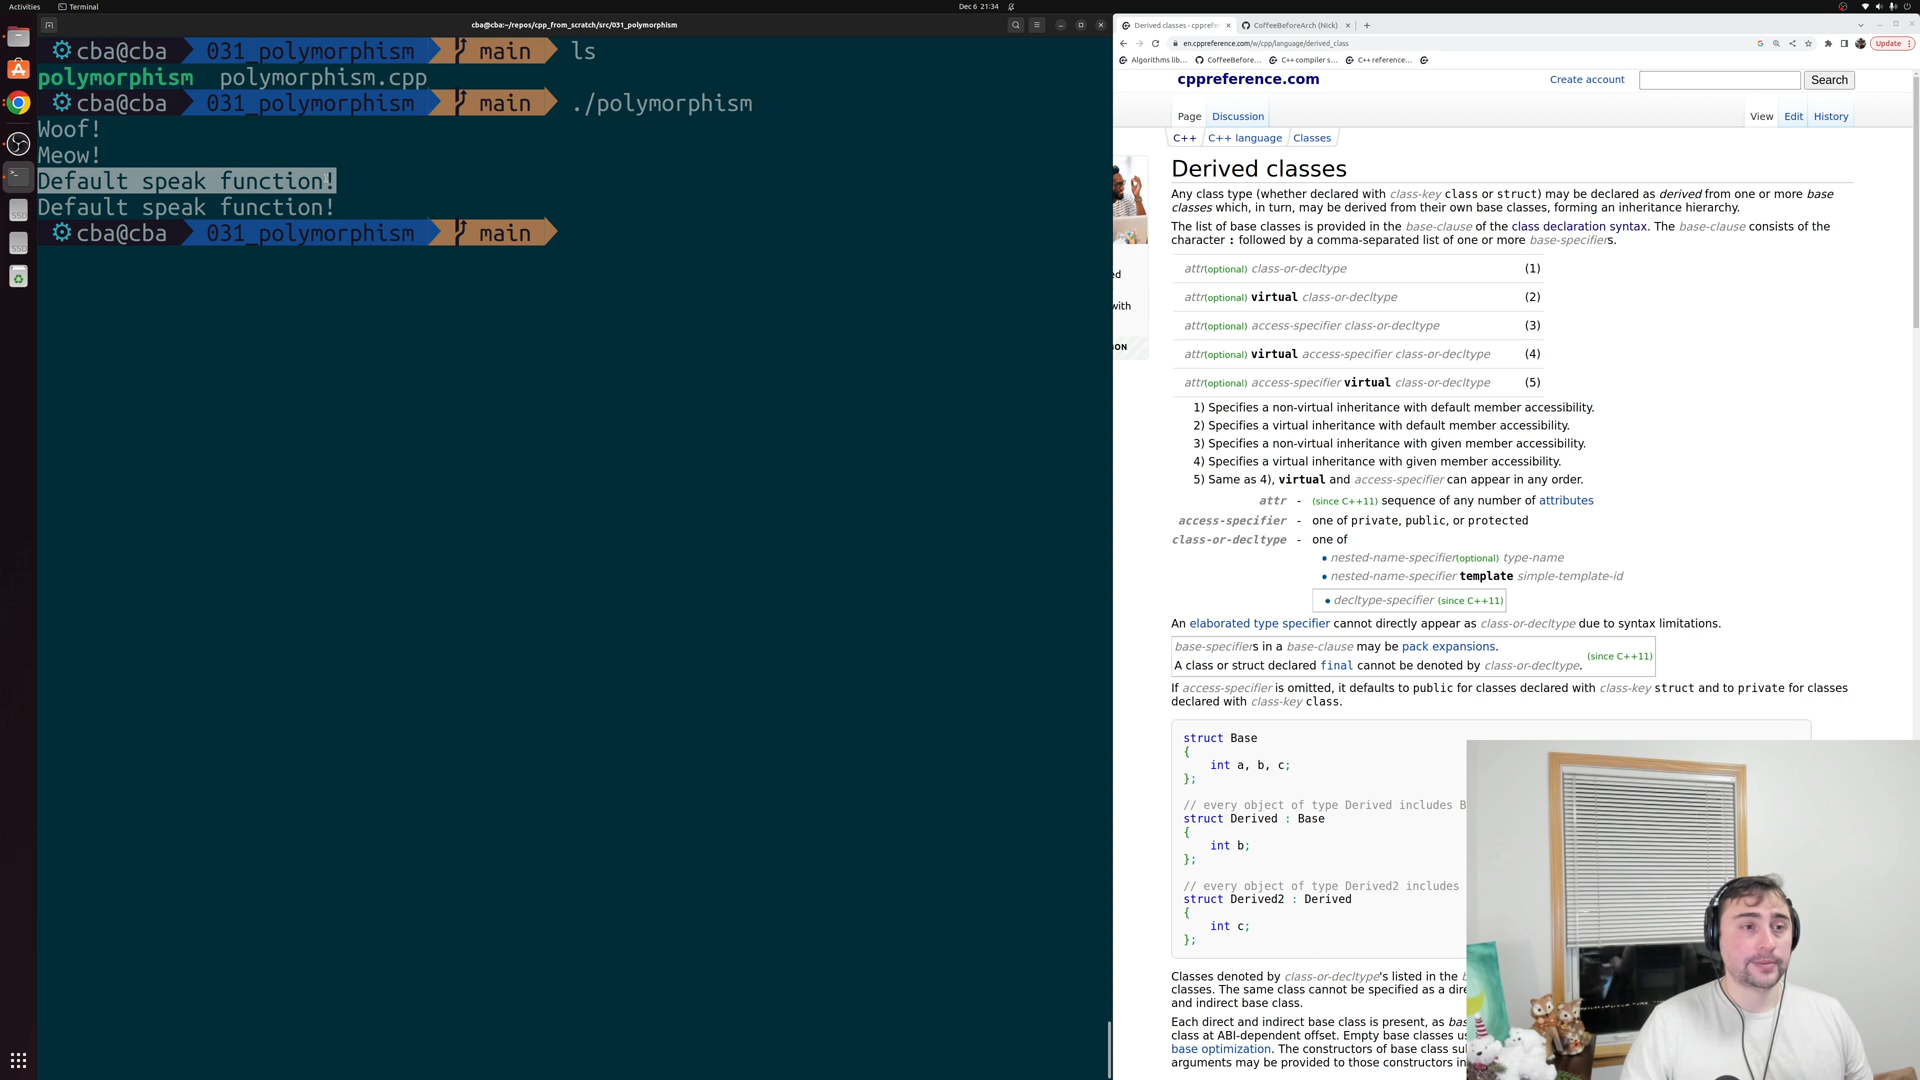 Activities
Terminal
Dec 6 21:34
cba@cba:~/repos/cpp_from_scratch/src/031_polymorphism
cba@cba 031_polymorphism main ls
polymorphism polymorphism.cpp
cba@cba 031_polymorphism main ./polymorphism
Woof!
Meow!
Default speak function!
Default speak function!
cba@cba 031_polymorphism main
Derived classes - cpprefer
CoffeeBeforeArch (Nick)
en.cppreference.com/w/cpp/language/derived_class
Update
Algorithms lib...
CoffeeBefore...
C++ compiler s...
C++ reference...
cppreference.com
Create account
Search
Page Discussion
View Edit History
C++ C++ language Classes
Derived classes
Any class type (whether declared with class-key class or struct) may be declared as derived from one or more base
classes which, in turn, may be derived from their own base classes, forming an inheritance hierarchy.
The list of base classes is provided in the base-clause of the class declaration syntax. The base-clause consists of the
character : followed by a comma-separated list of one or more base-specifiers.
attr(optional) class-or-decltype (1)
attr(optional) virtual class-or-decltype (2)
attr(optional) access-specifier class-or-decltype (3)
attr(optional) virtual access-specifier class-or-decltype (4)
attr(optional) access-specifier virtual class-or-decltype (5)
1) Specifies a non-virtual inheritance with default member accessibility.
2) Specifies a virtual inheritance with default member accessibility.
3) Specifies a non-virtual inheritance with given member accessibility.
4) Specifies a virtual inheritance with given member accessibility.
5) Same as 4), virtual and access-specifier can appear in any order.
attr - (since C++11) sequence of any number of attributes
access-specifier - one of private, public, or protected
class-or-decltype - one of
• nested-name-specifier(optional) type-name
• nested-name-specifier template simple-template-id
• decltype-specifier (since C++11)
An elaborated type specifier cannot directly appear as class-or-decltype due to syntax limitations.
base-specifiers in a base-clause may be pack expansions.
A class or struct declared final cannot be denoted by class-or-decltype.
(since C++11)
If access-specifier is omitted, it defaults to public for classes declared with class-key struct and to private for classes
declared with class-key class.
struct Base
{
int a, b, c;
};
// every object of type Derived includes B
struct Derived : Base
{
int b;
};
// every object of type Derived2 includes
struct Derived2 : Derived
{
int c;
};
Classes denoted by class-or-decltype's listed in the b
classes. The same class cannot be specified as a dire
and indirect base class.
Each direct and indirect base class is present, as bas
class at ABI-dependent offset. Empty base classes us
base optimization. The constructors of base class sub
arguments may be provided to those constructors in
ed
with
ON
SSD
SSD